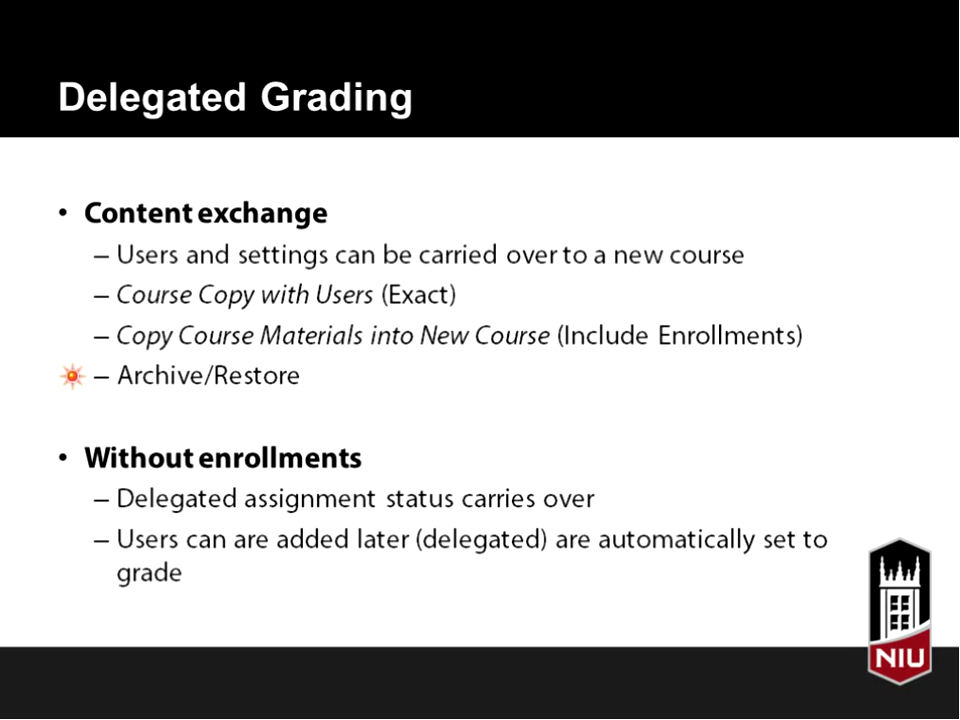 Delegated Grading
• Content exchange
– Users and settings can be carried over to a new course
– Course Copy with Users (Exact)
– Copy Course Materials into New Course (Include Enrollments)
– Archive/Restore
• Without enrollments
– Delegated assignment status carries over
– Users can are added later (delegated) are automatically set to
grade
NIU